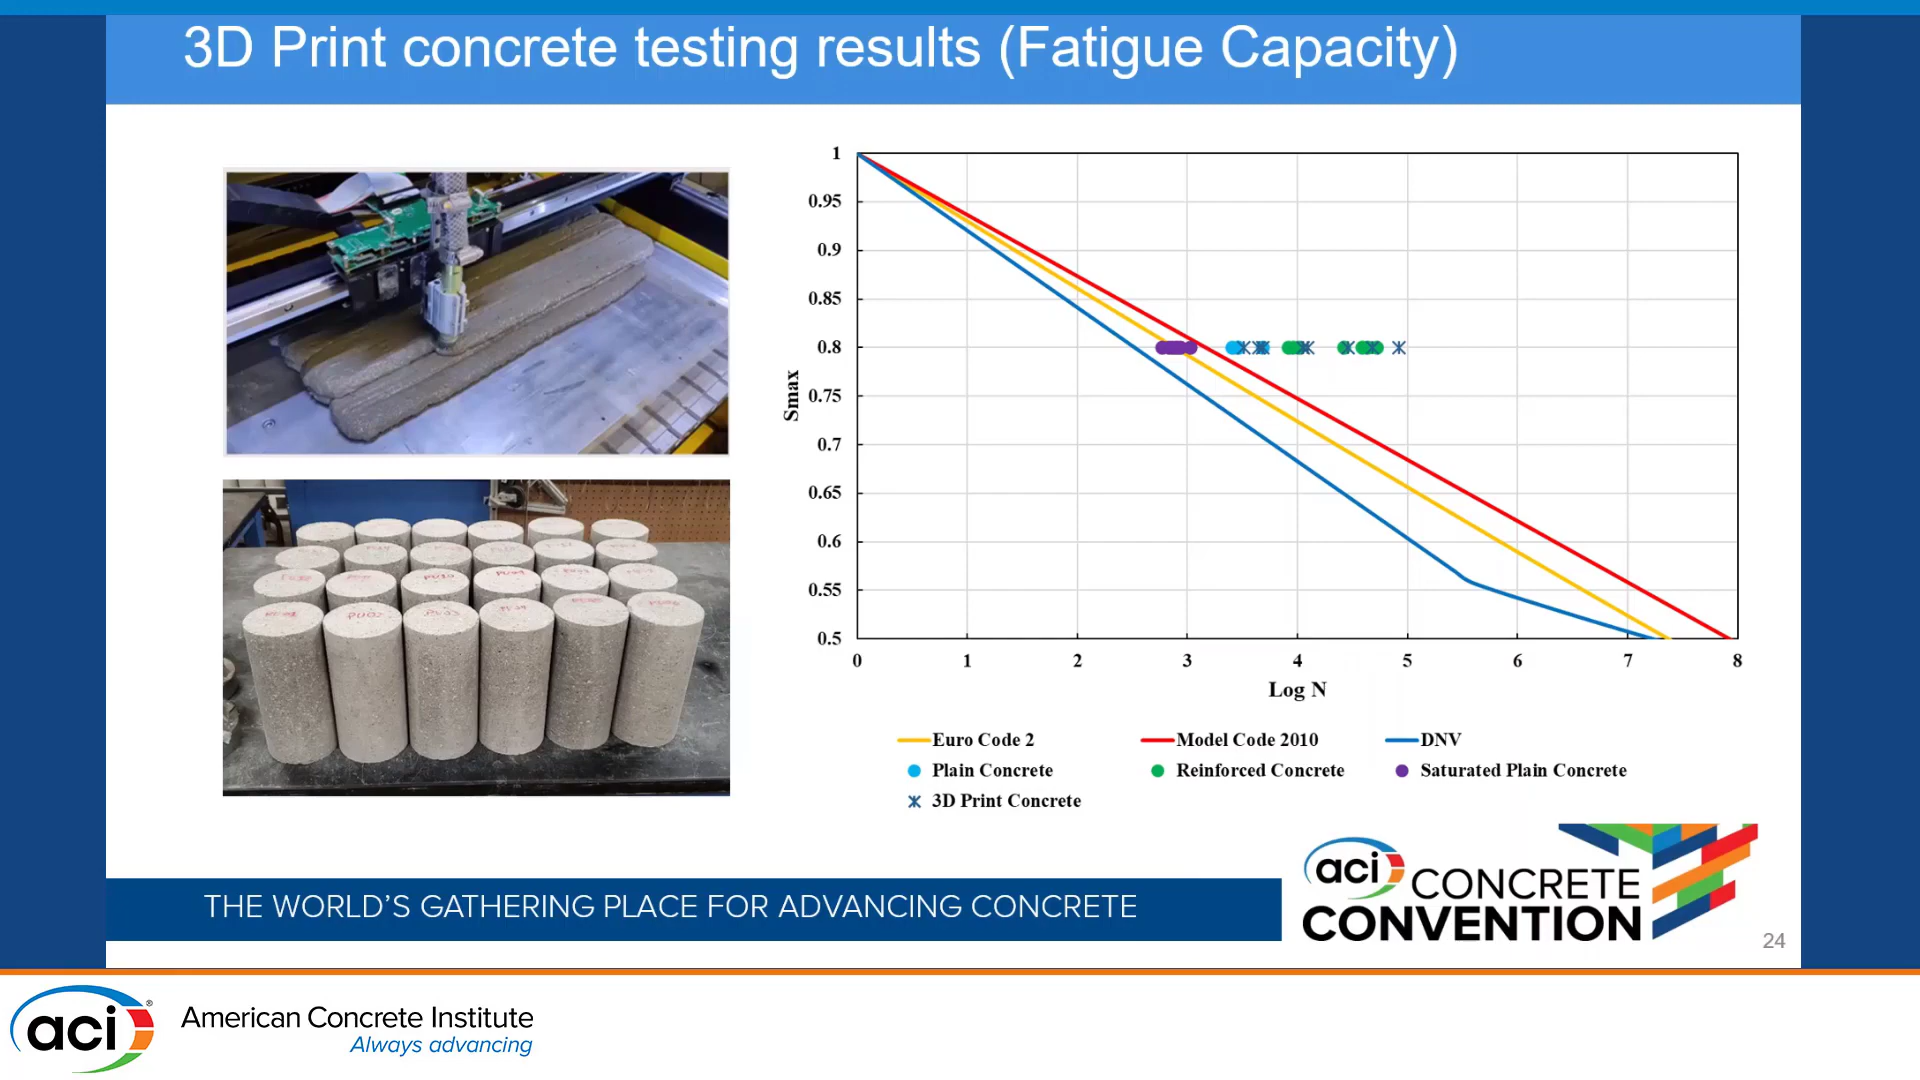 3D Print concrete testing results (Fatigue Capacity)
1
0.95
0.9
0.85
0.8
0.75
0.7
0.65
0.6
0.55
0.5
Smax
0 1 2 3 4 5 6 7 8
Log N
Euro Code 2 Model Code 2010 DNV
Plain Concrete Reinforced Concrete Saturated Plain Concrete
3D Print Concrete
PU02
THE WORLD'S GATHERING PLACE FOR ADVANCING CONCRETE
aci CONCRETE
CONVENTION
24
aci® American Concrete Institute
Always advancing